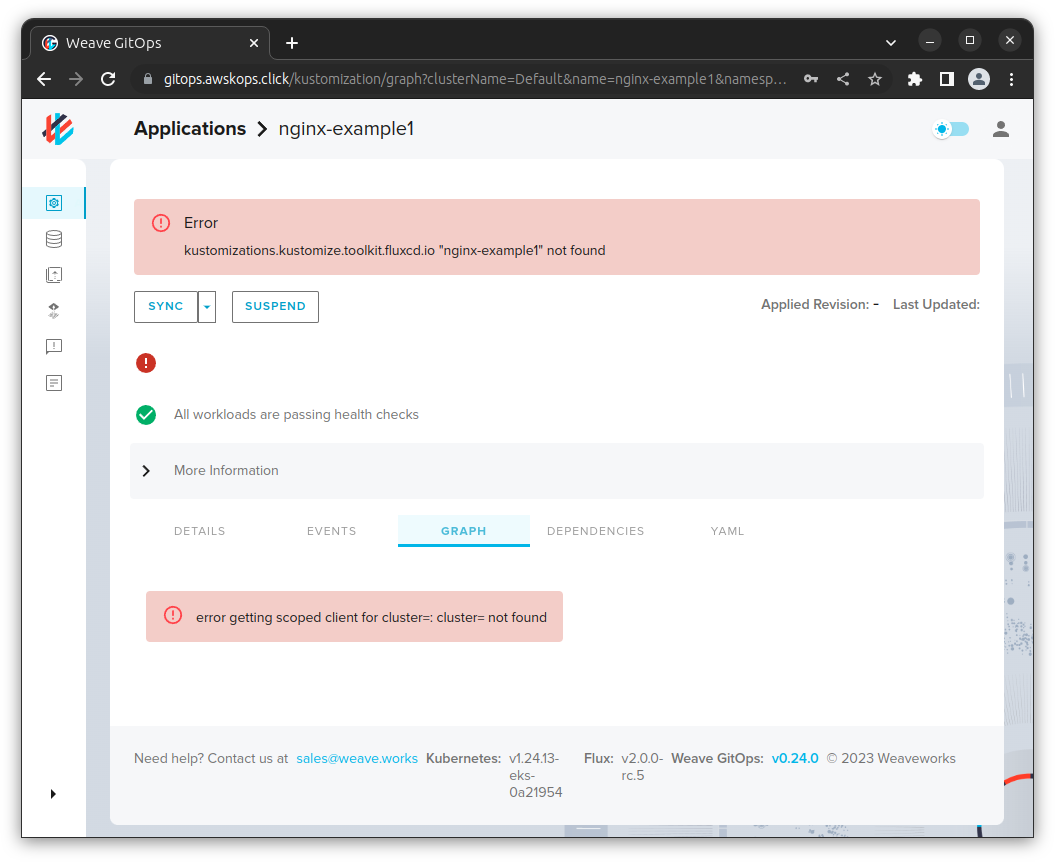 Weave GitOps
gitops.awskops.click/kustomization/graph?clusterName=Default&name=nginx-example1&namesp...
Applications > nginx-example1
Error
kustomizations.kustomize.toolkit.fluxcd.io "nginx-example1" not found
SYNC SUSPEND Applied Revision: - Last Updated:
All workloads are passing health checks
More Information
DETAILS EVENTS GRAPH DEPENDENCIES YAML
error getting scoped client for cluster=: cluster= not found
Need help? Contact us at sales@weave.works Kubernetes: v1.24.13- Flux: v2.0.0- Weave GitOps: v0.24.0 © 2023 Weaveworks
eks- rc.5
0a21954